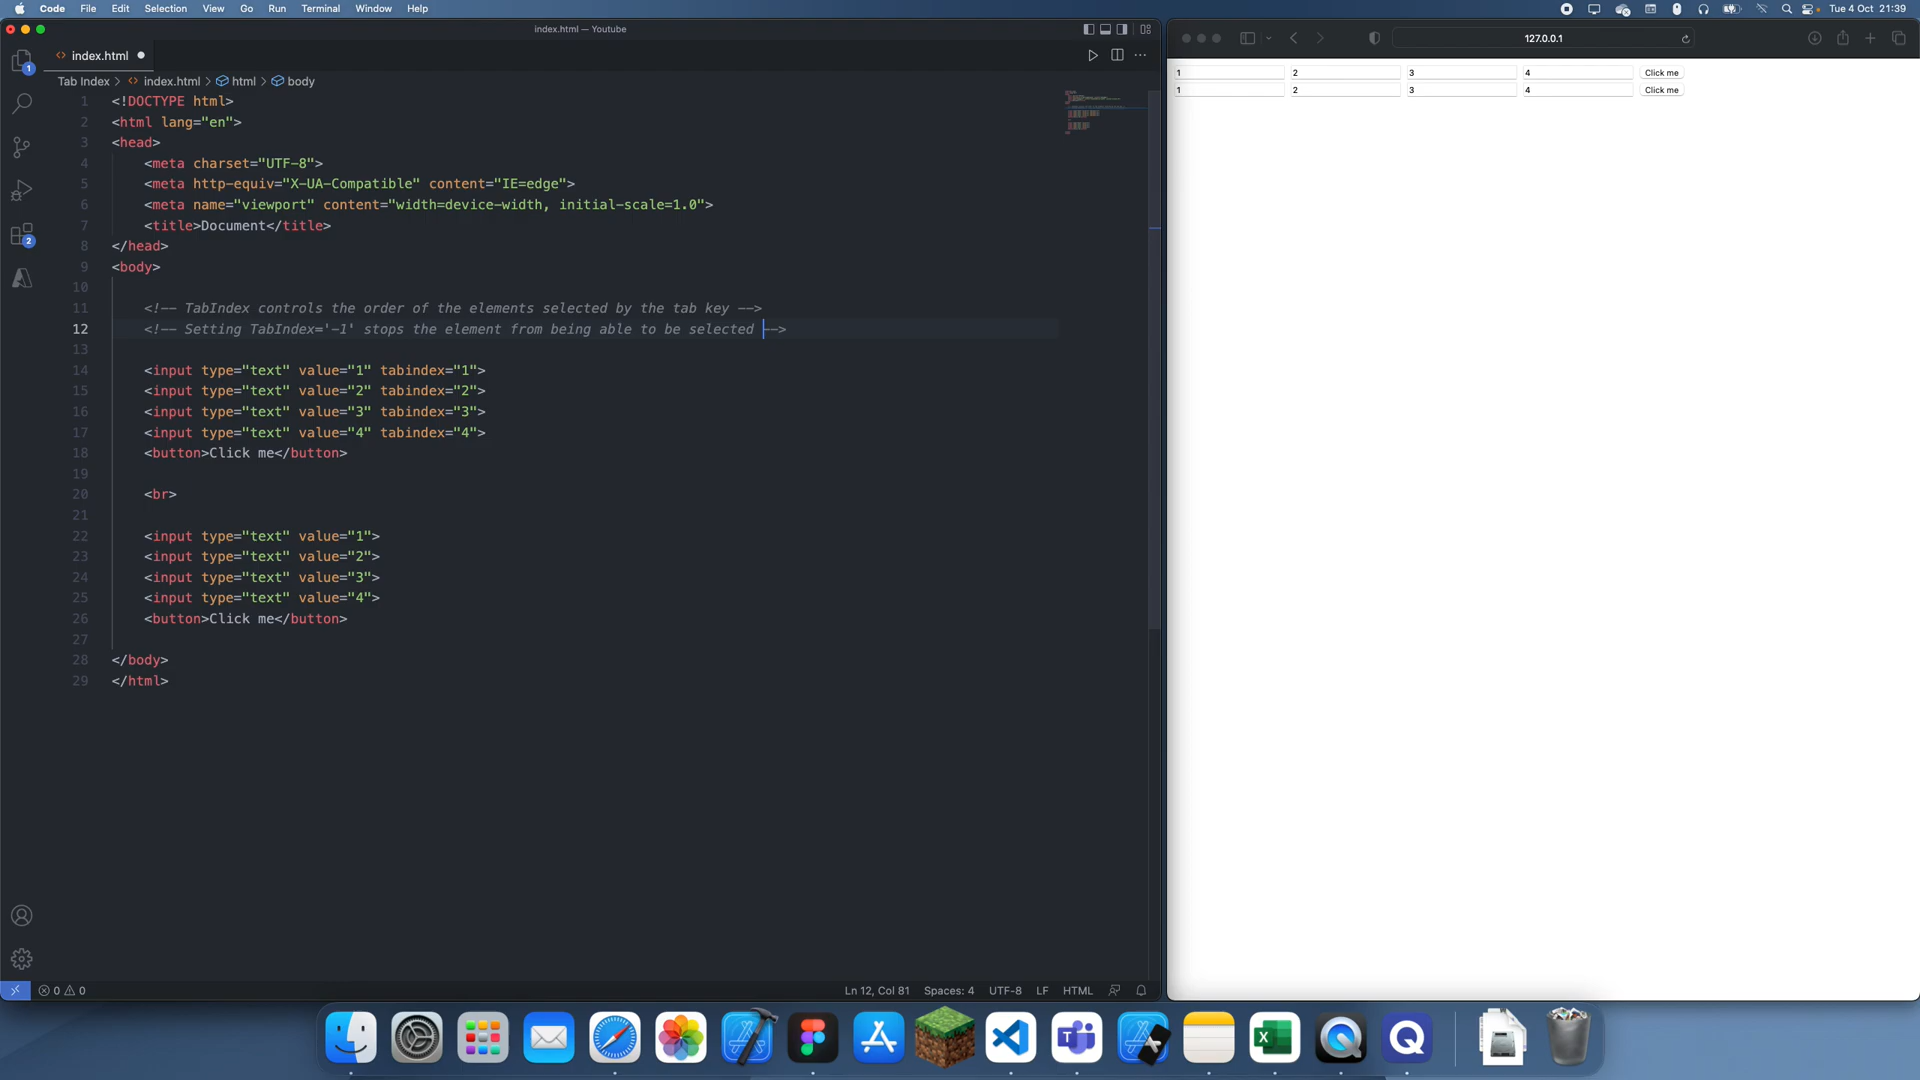 Code File Edit Selection View Go Run Terminal Window Help Tue 4 Oct 21:39
index.html — Youtube
127.0.0.1
index.html
Tab Index > index.html > html > body
1 <!DOCTYPE html>
2 <html lang="en">
3 <head>
4 <meta charset="UTF-8">
5 <meta http-equiv="X-UA-Compatible" content="IE=edge">
6 <meta name="viewport" content="width=device-width, initial-scale=1.0">
7 <title>Document</title>
8 </head>
9 <body>
10
11 <!-- TabIndex controls the order of the elements selected by the tab key -->
12 <!-- Setting TabIndex='-1' stops the element from being able to be selected -->
13
14 <input type="text" value="1" tabindex="1">
15 <input type="text" value="2" tabindex="2">
16 <input type="text" value="3" tabindex="3">
17 <input type="text" value="4" tabindex="4">
18 <button>Click me</button>
19
20 <br>
21
22 <input type="text" value="1">
23 <input type="text" value="2">
24 <input type="text" value="3">
25 <input type="text" value="4">
26 <button>Click me</button>
27
28 </body>
29 </html>
1 2 3 4 Click me
1 2 3 4 Click me
1
2
0 0 Ln 12, Col 81 Spaces: 4 UTF-8 LF HTML